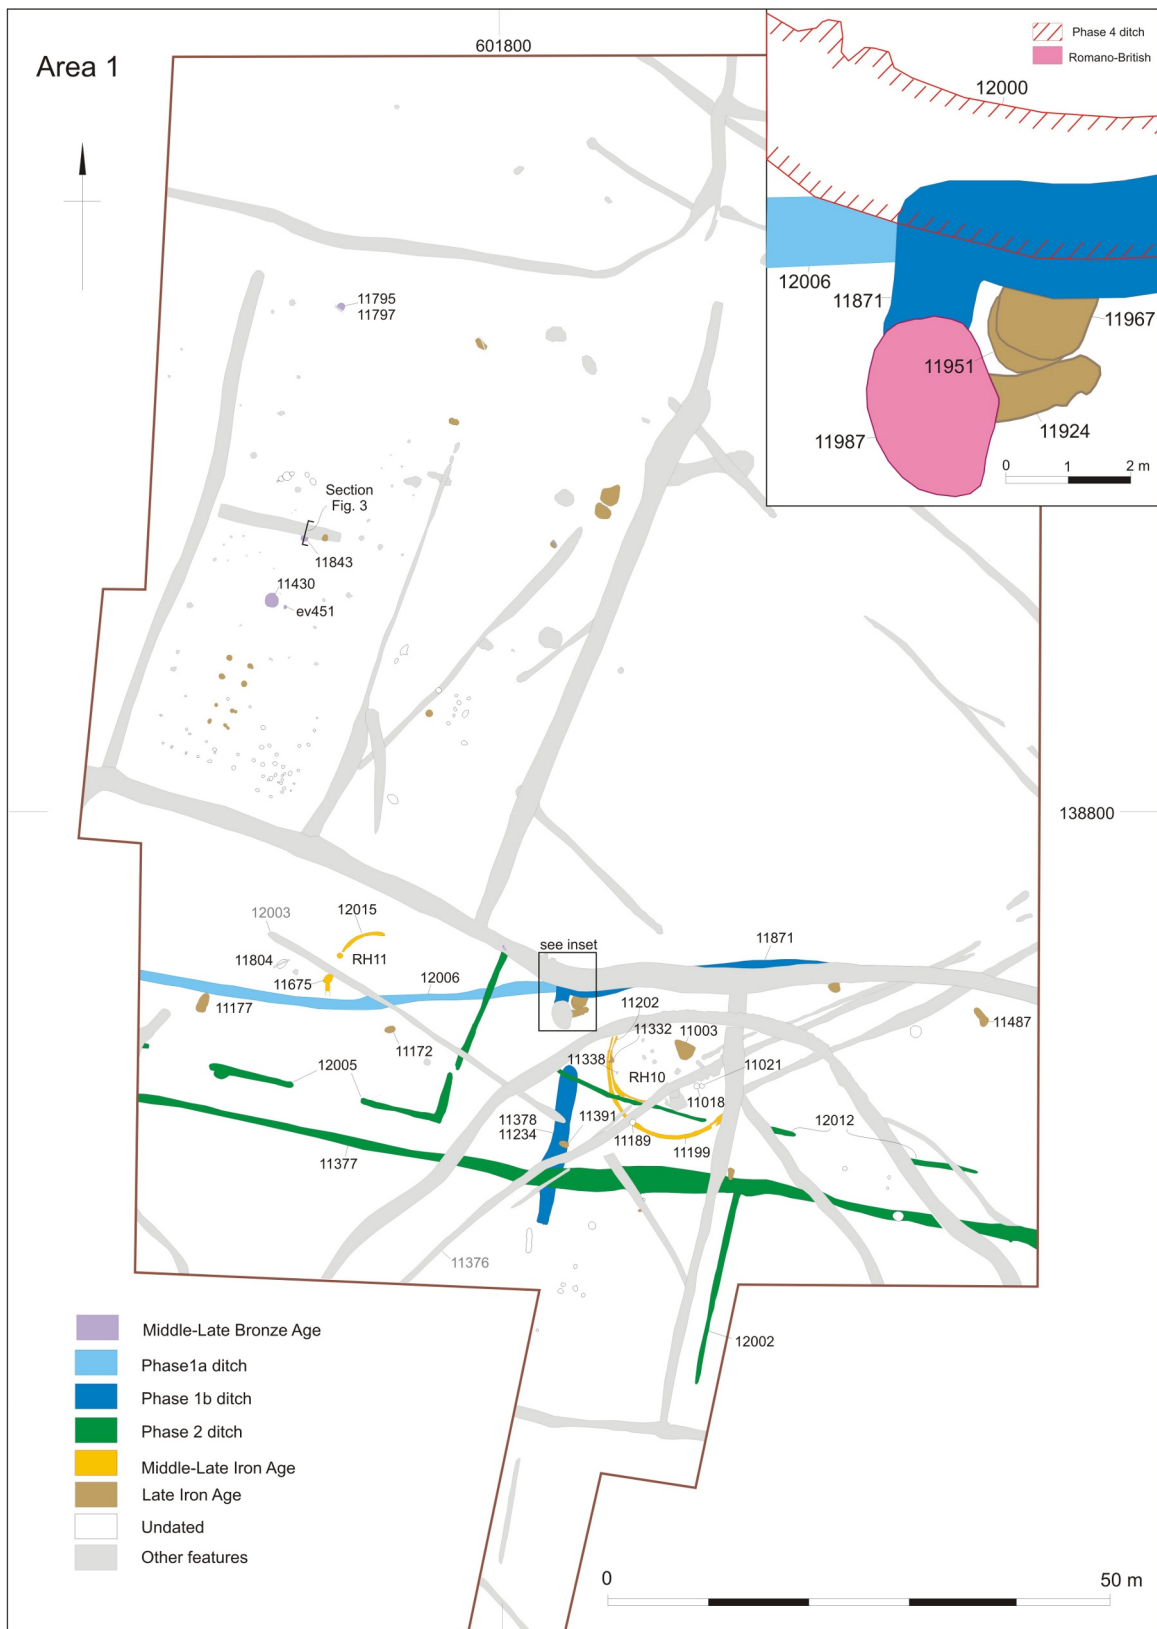 Area 1
601800
Phase 4 ditch
Romano-British
12000
12006
11871
11967
11951
11924
11987
0 1 2 m
11795
11797
Section
Fig. 3
11843
11430
ev451
138800
12003
12015
see inset
11871
11804
RH11
12006
11675
11177
11202
11332
11003
11487
11172
11338
RH10
11021
12005
11018
11378
11391
11234
12012
11189
11199
11377
11376
12002
Middle-Late Bronze Age
Phase1a ditch
Phase 1b ditch
Phase 2 ditch
Middle-Late Iron Age
Late Iron Age
Undated
Other features
0 50 m